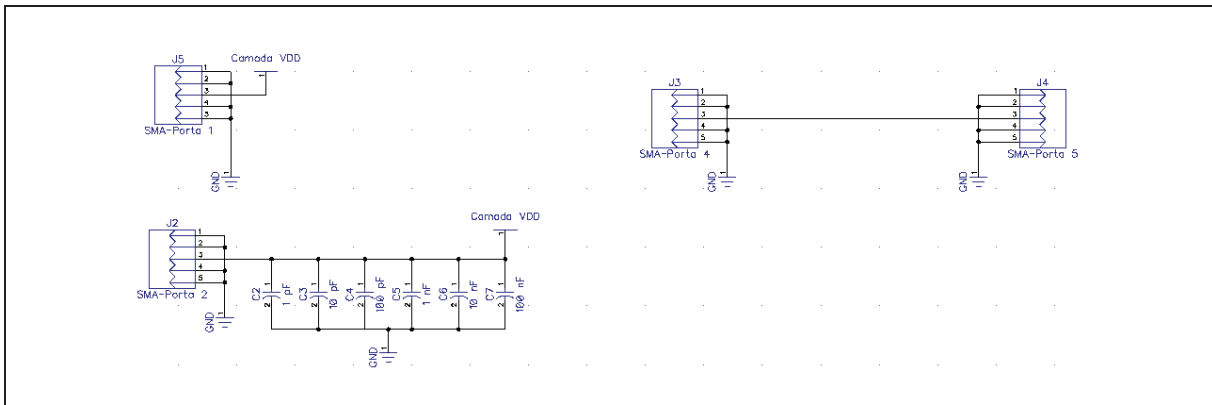 J5
Camada VDD
1
1
2
3
4
5
SMA-Porta 1
GND
1
J3
1
2
3
4
5
SMA-Porta 4
GND
1
J4
1
2
3
4
5
SMA-Porta 5
GND
1
J2
1
2
3
4
5
SMA-Porta 2
GND
1
Camada VDD
1
C2
1
2
1 pF
C3
1
2
10 pF
C4
1
2
100 pF
C5
1
2
1 nF
C6
1
2
10 nF
C7
1
2
100 nF
GND
1